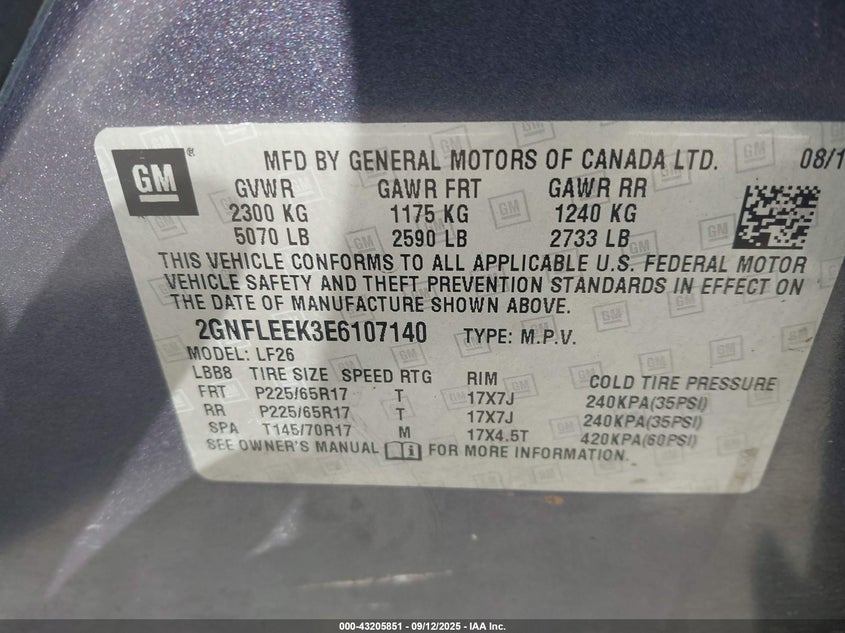 GM ® MFD BY GENERAL MOTORS OF CANADA LTD. 08/1
GVWR GAWR FRT GAWR RR
2300 KG 1175 KG 1240 KG
5070 LB 2590 LB 2733 LB
THIS VEHICLE CONFORMS TO ALL APPLICABLE U.S. FEDERAL MOTOR
VEHICLE SAFETY AND THEFT PREVENTION STANDARDS IN EFFECT ON
THE DATE OF MANUFACTURE SHOWN ABOVE.
2GNFLEEK3E6107140 TYPE: M.P.V.
MODEL: LF26
LBB8 TIRE SIZE SPEED RTG RIM COLD TIRE PRESSURE
FRT P225/65R17 T 17X7J 240KPA(35PSI)
RR P225/65R17 T 17X7J 240KPA(35PSI)
SPA T145/70R17 M 17X4.5T 420KPA(60PSI)
SEE OWNER'S MANUAL FOR MORE INFORMATION.
000-43205851 - 09/12/2025 - IAA Inc.